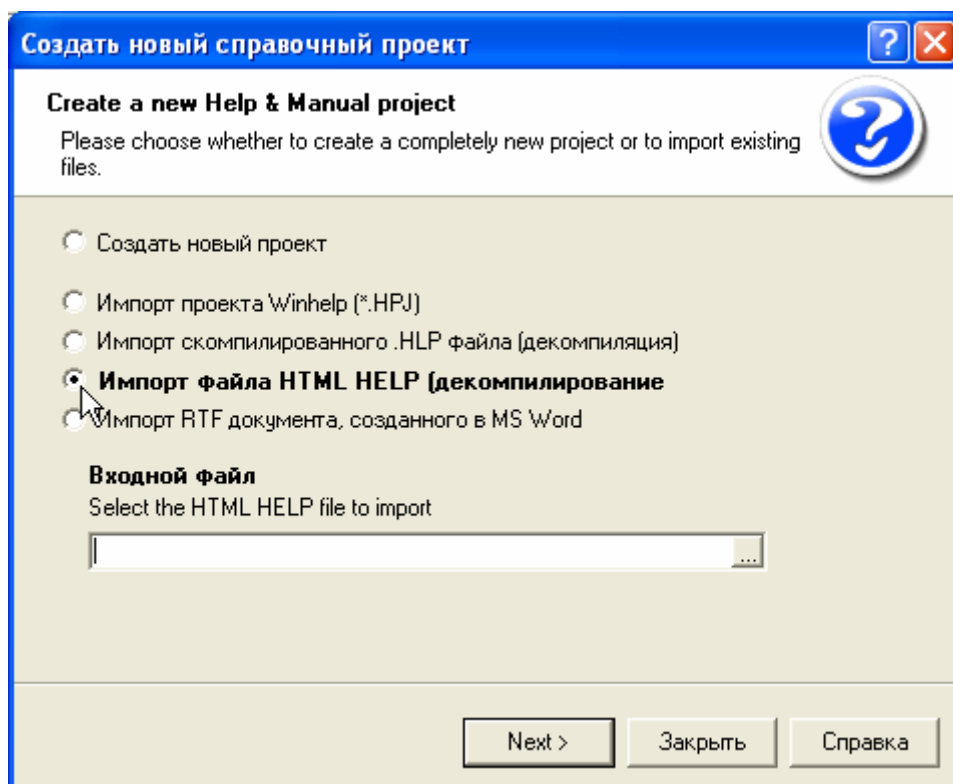 Создать новый справочный проект
Create a new Help & Manual project
Please choose whether to create a completely new project or to import existing
files.
Создать новый проект
Импорт проекта Winhelp (*.HPJ)
Импорт скомпилированного .HLP файла (декомпиляция)
Импорт файла HTML HELP (декомпилирование
Импорт RTF документа, созданного в MS Word
Входной файл
Select the HTML HELP file to import
...
Next >
Закрыть
Справка